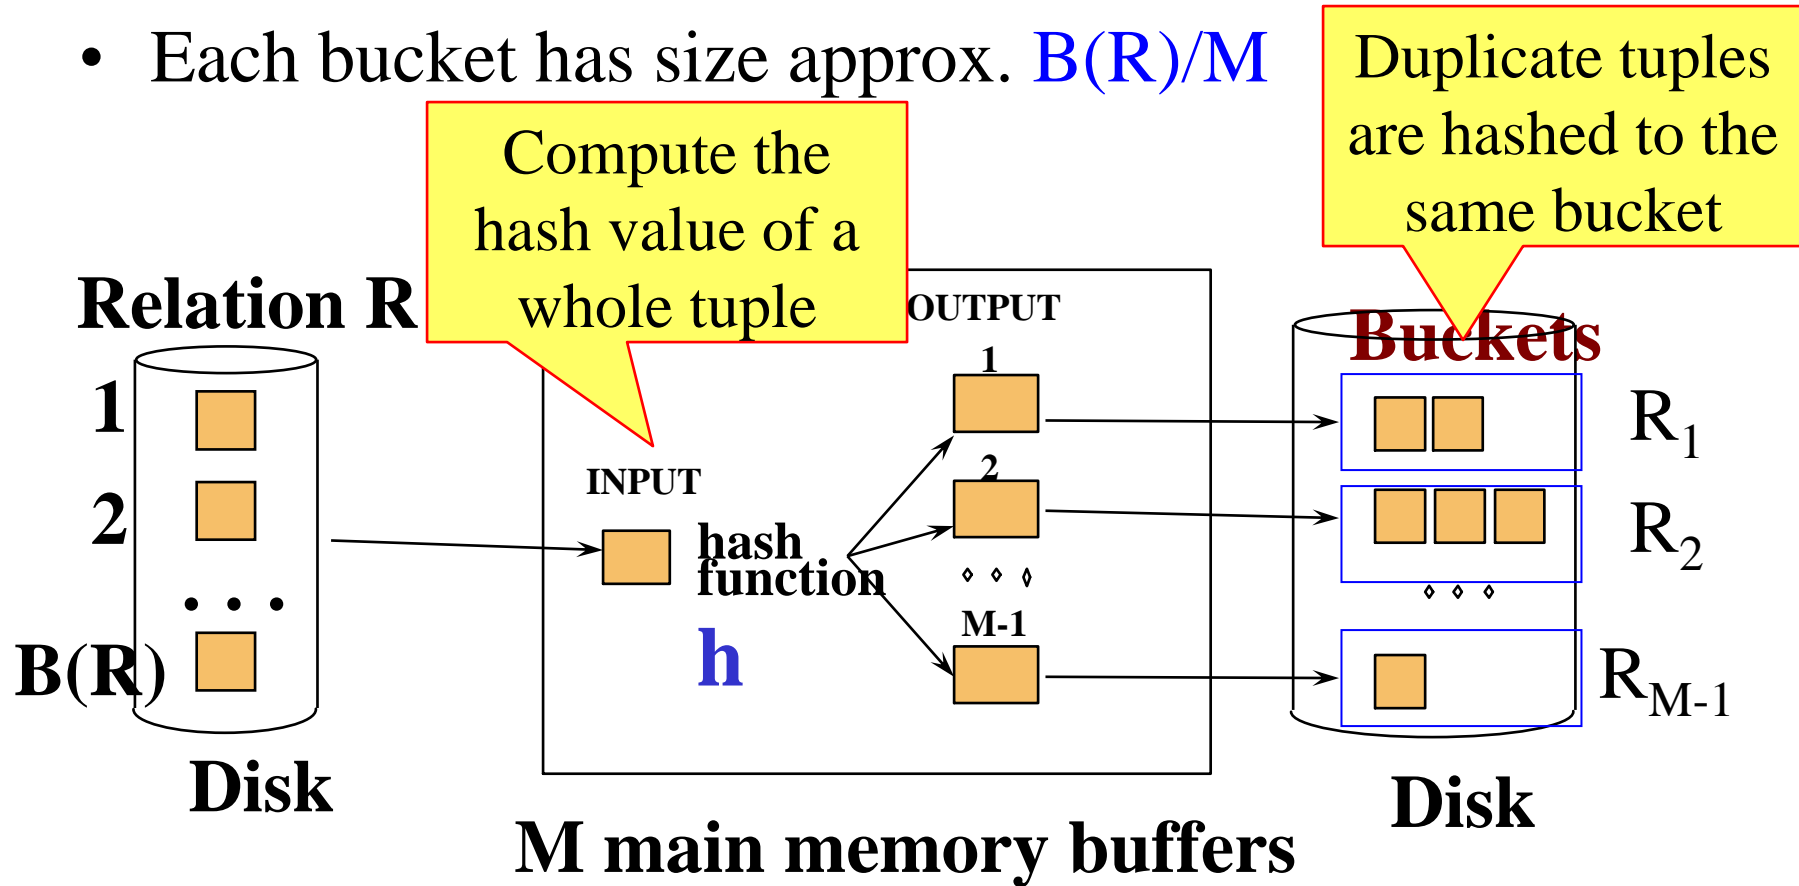 • Each bucket has size approx. B(R)/M
Duplicate tuples
are hashed to the
same bucket
Compute the
hash value of a
whole tuple
Relation R
1
2
• • •
B(R)
Disk
INPUT
hash
function
h
OUTPUT
1
2
M-1
M main memory buffers
Buckets
R1
R2
RM-1
Disk